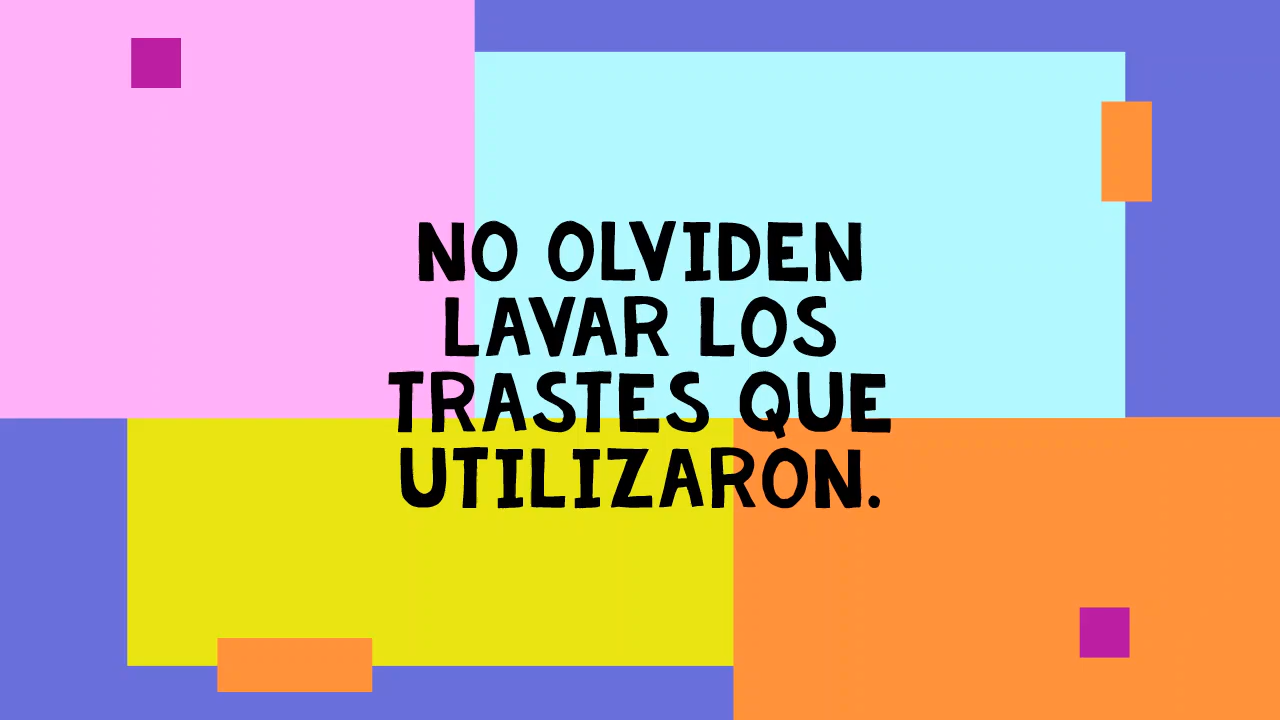 NO OLVIDEN
LAVAR LOS
TRASTES QUE
UTILIZARON.